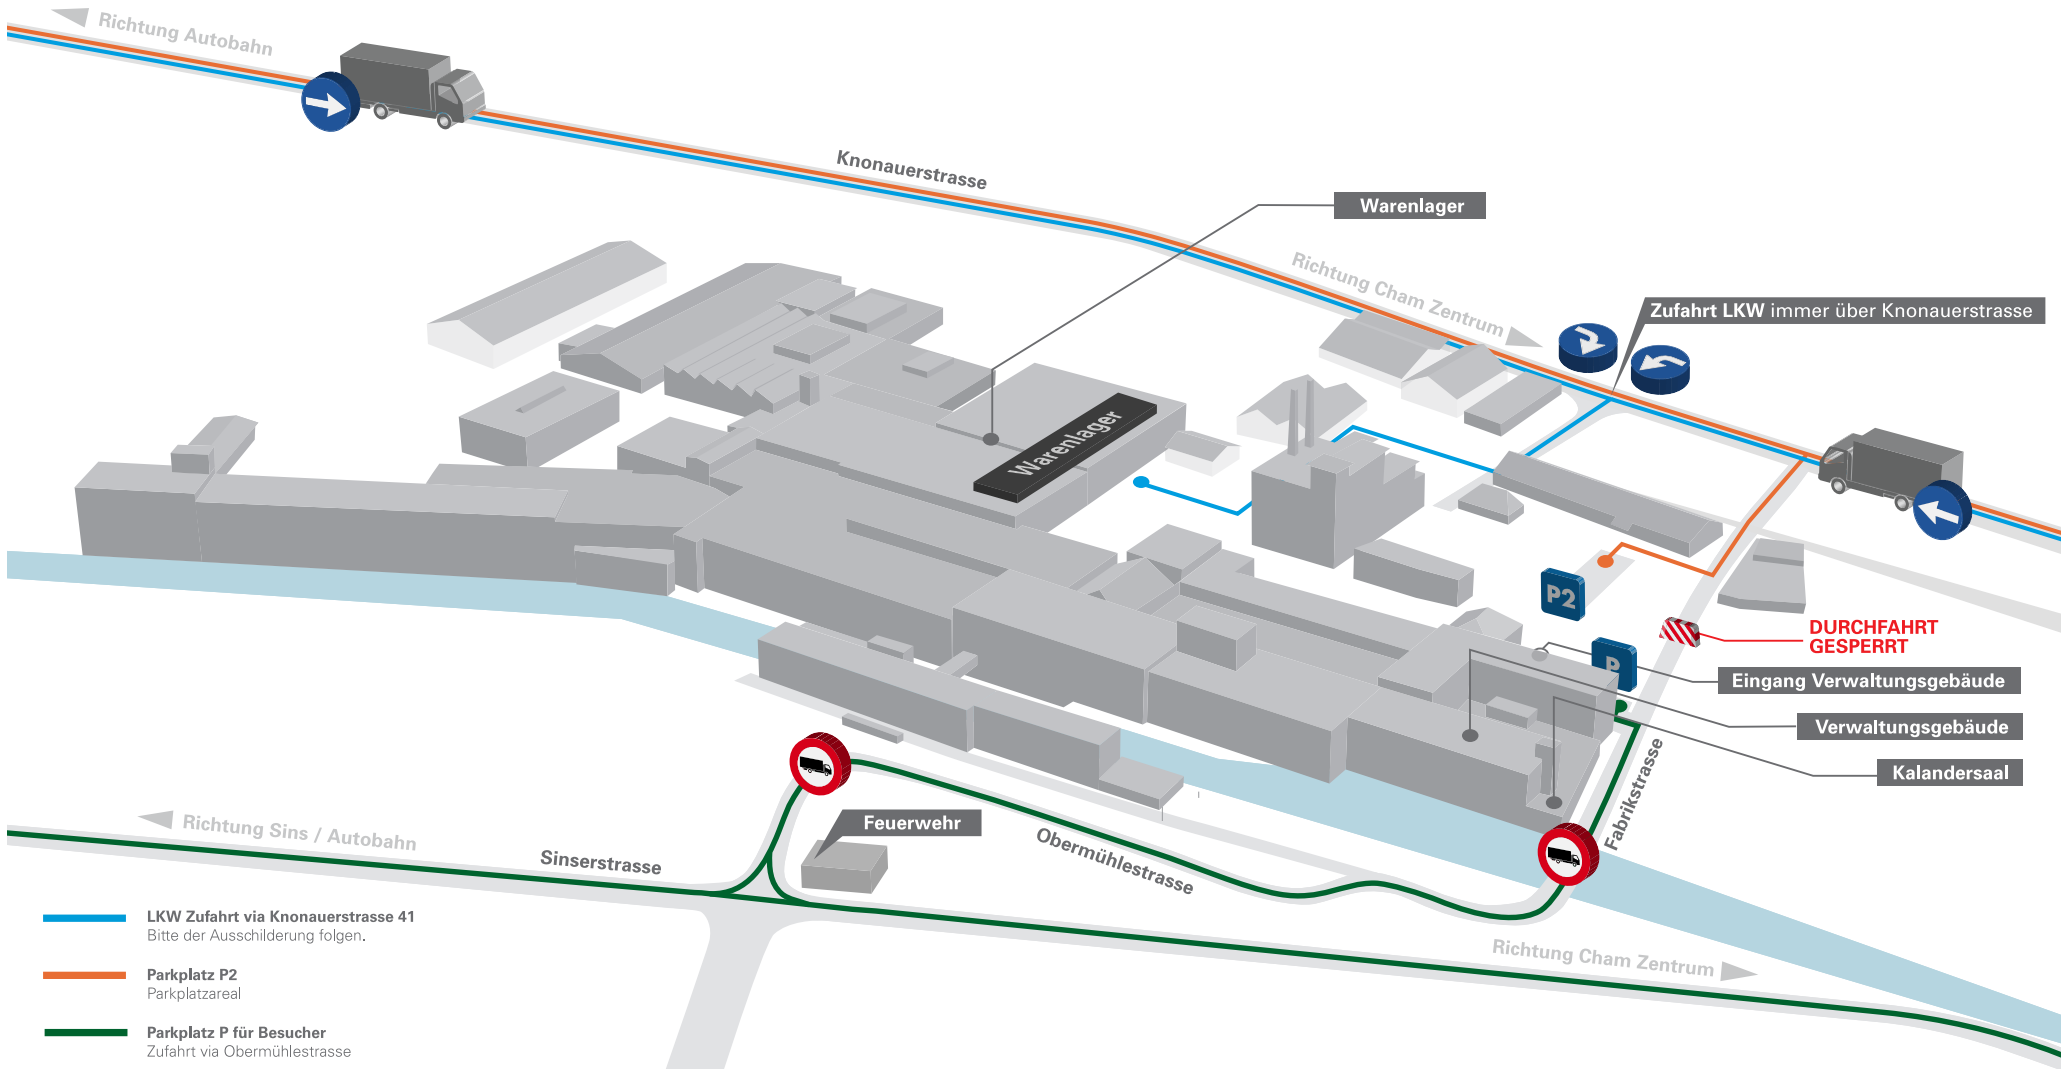 Richtung Autobahn
Knonauerstrasse
Warenlager
Richtung Cham Zentrum
Zufahrt LKW immer über Knonauerstrasse
Warenlager
P2
DURCHFAHRT
GESPERRT
P
Eingang Verwaltungsgebäude
Verwaltungsgebäude
Kalandersaal
Fabrikstrasse
Richtung Sins / Autobahn
Sinserstrasse
Feuerwehr
Obermühlestrasse
Richtung Cham Zentrum
LKW Zufahrt via Knonauerstrasse 41
Bitte der Ausschilderung folgen.
Parkplatz P2
Parkplatzareal
Parkplatz P für Besucher
Zufahrt via Obermühlestrasse